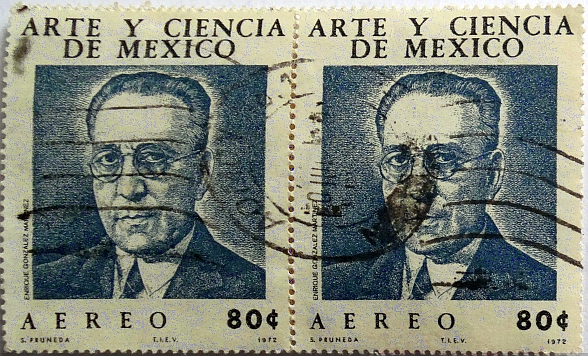 ARTE Y CIENCIA
DE MEXICO
ENRIQUE GONZALEZ MARTINEZ
AEREO 80¢
S. PRUNEDA T.I.E.V. 1972
ARTE Y CIENCIA
DE MEXICO
ENRIQUE GONZALEZ MARTINEZ
AEREO 80¢
S. PRUNEDA T.I.E.V. 1972